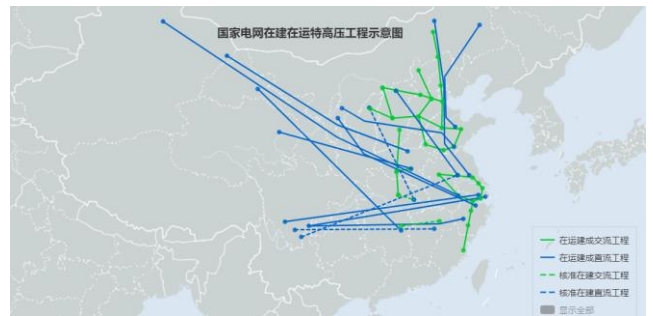 国家电网在建在运特高压工程示意图
在运建成交流工程
在运建成直流工程
核准在建交流工程
核准在建直流工程
显示全部